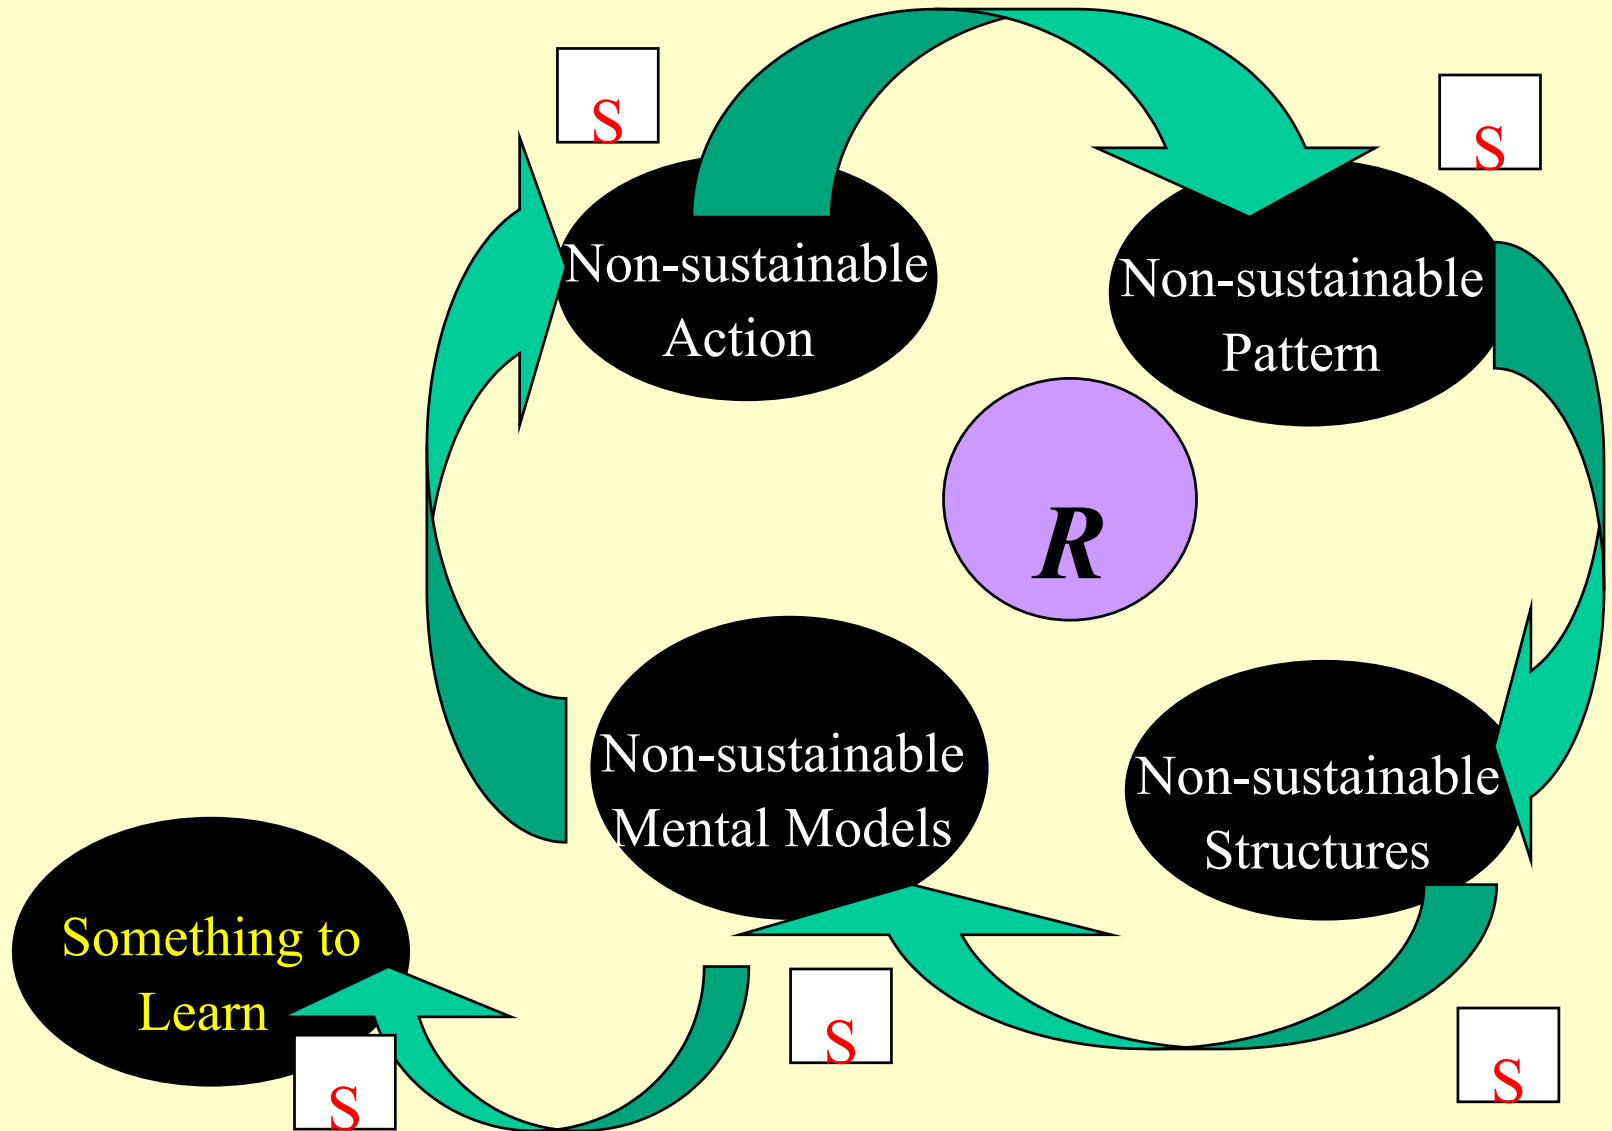 S
S
Non-sustainable
Action
Non-sustainable
Pattern
R
Non-sustainable
Mental Models
Non-sustainable
Structures
Something to
Learn
S
S
S